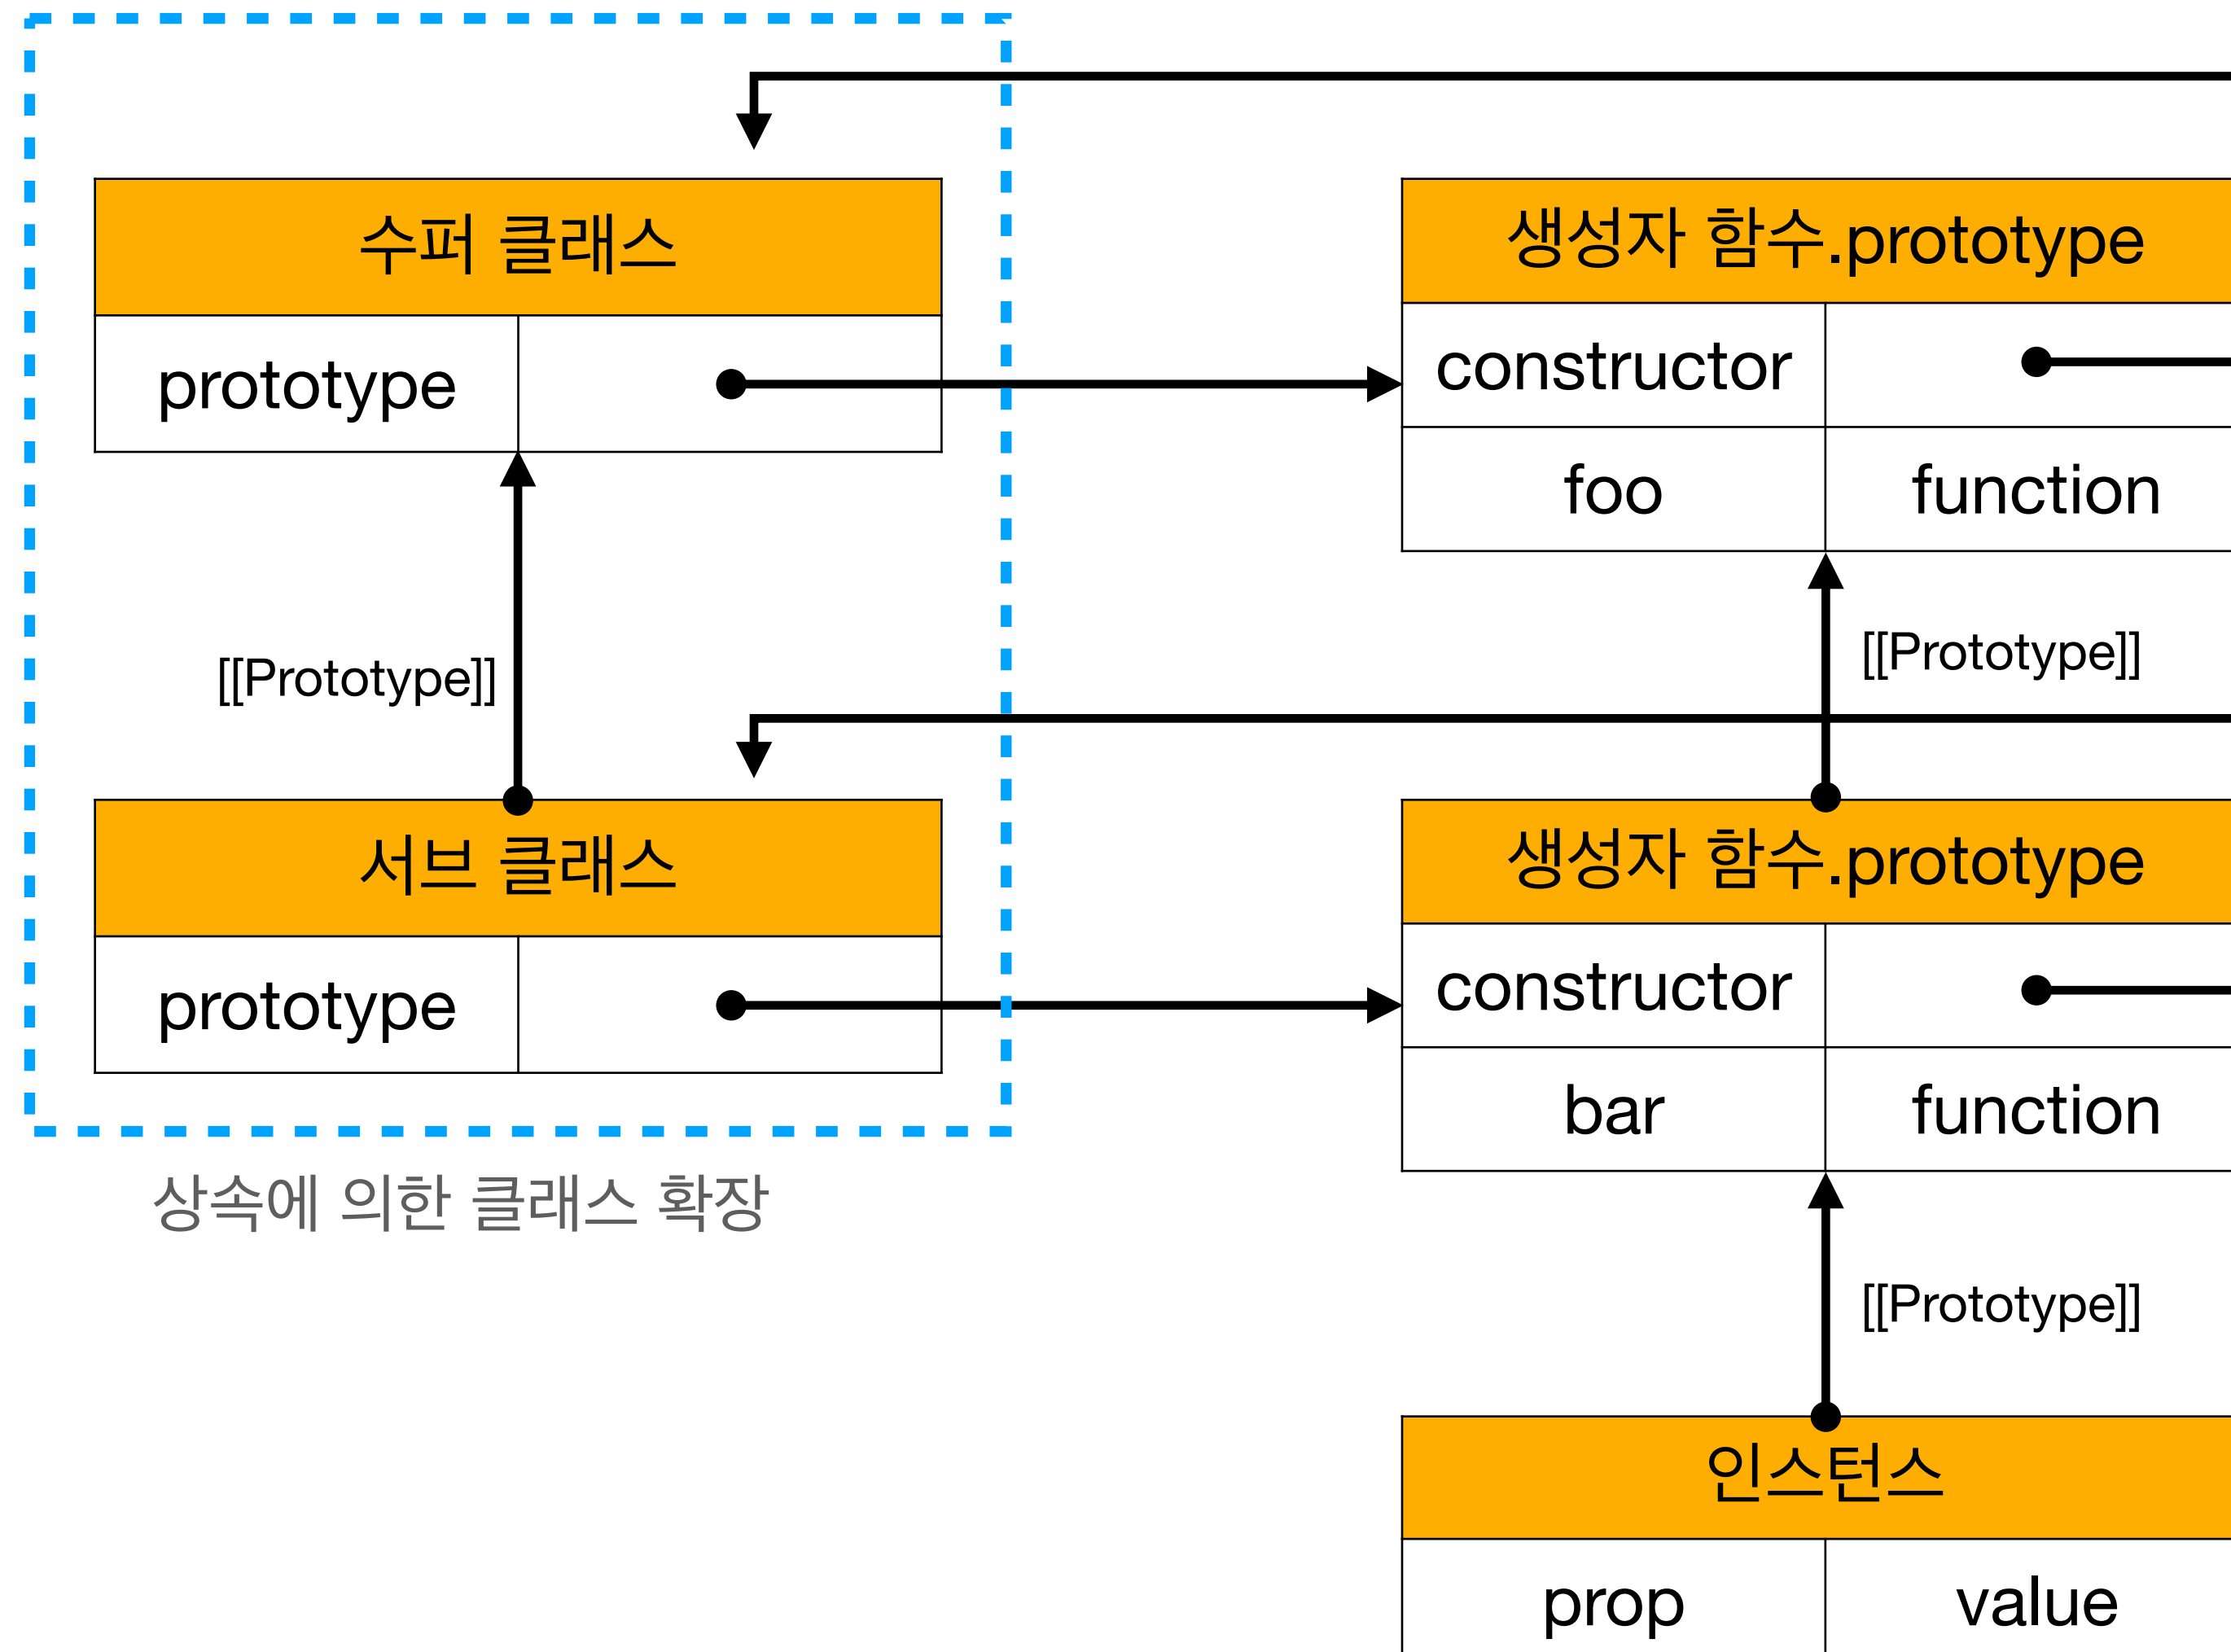 수퍼 클래스
prototype
생성자 함수.prototype
constructor
foo function
[[Prototype]]
[[Prototype]]
서브 클래스
prototype
생성자 함수.prototype
constructor
bar function
상속에 의한 클래스 확장
[[Prototype]]
인스턴스
prop value